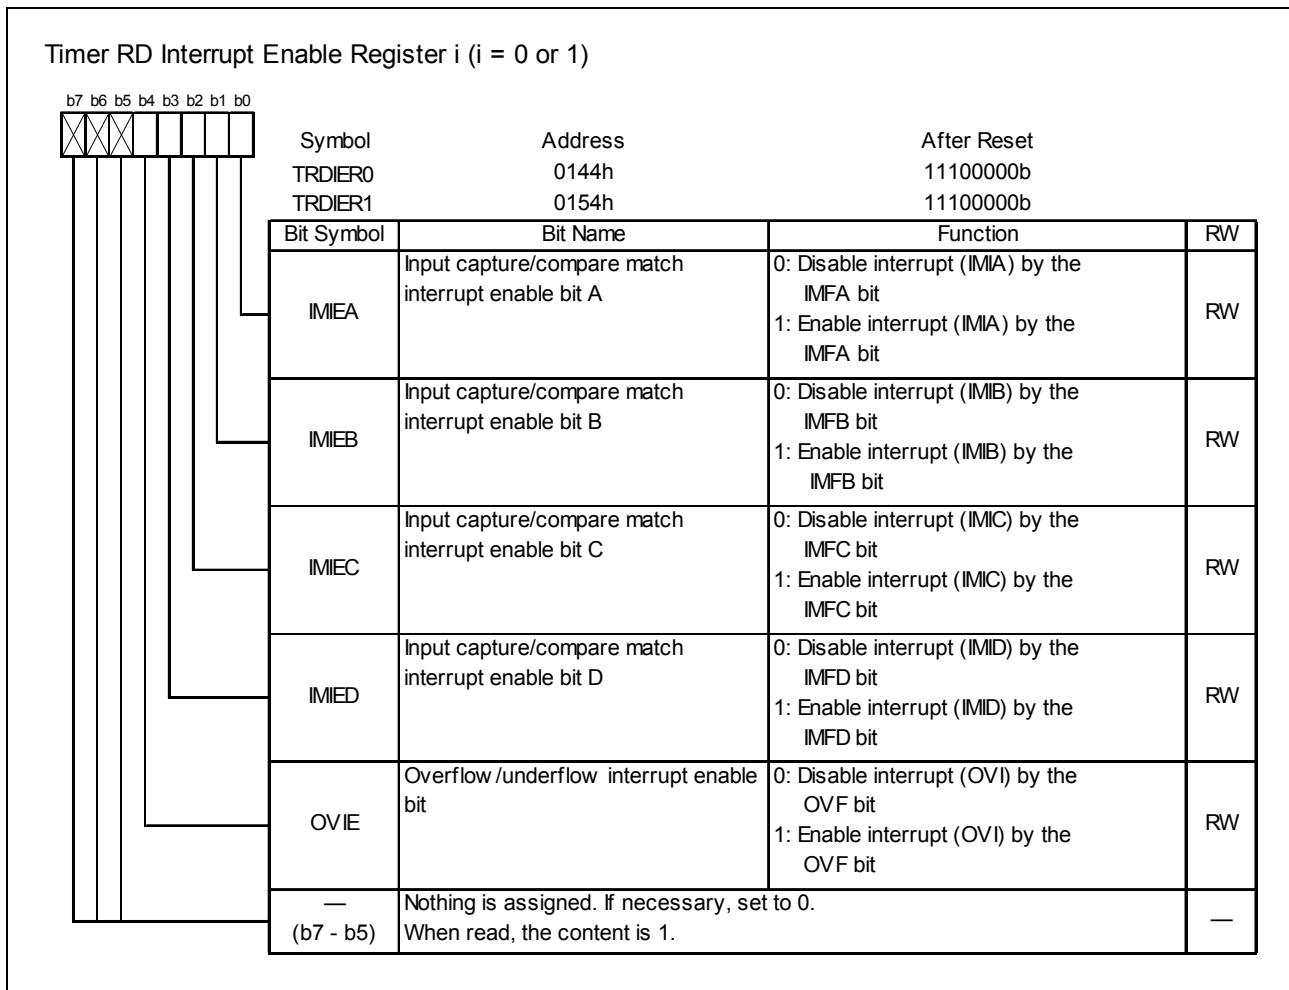 Timer RD Interrupt Enable Register i (i = 0 or 1)
b7 b6 b5 b4 b3 b2 b1 b0
Symbol Address After Reset
TRDIER0 0144h 11100000b
TRDIER1 0154h 11100000b
Bit Symbol Bit Name Function RW
IMIEA
Input capture/compare match
interrupt enable bit A
0: Disable interrupt (IMIA) by the
IMFA bit
1: Enable interrupt (IMIA) by the
IMFA bit
RW
IMIEB
Input capture/compare match
interrupt enable bit B
0: Disable interrupt (IMIB) by the
IMFB bit
1: Enable interrupt (IMIB) by the
IMFB bit
RW
IMIEC
Input capture/compare match
interrupt enable bit C
0: Disable interrupt (IMIC) by the
IMFC bit
1: Enable interrupt (IMIC) by the
IMFC bit
RW
IMIED
Input capture/compare match
interrupt enable bit D
0: Disable interrupt (IMID) by the
IMFD bit
1: Enable interrupt (IMID) by the
IMFD bit
RW
OVIE
Overflow/underflow interrupt enable
bit
0: Disable interrupt (OVI) by the
OVF bit
1: Enable interrupt (OVI) by the
OVF bit
RW
—
(b7 - b5)
Nothing is assigned. If necessary, set to 0.
When read, the content is 1.
—